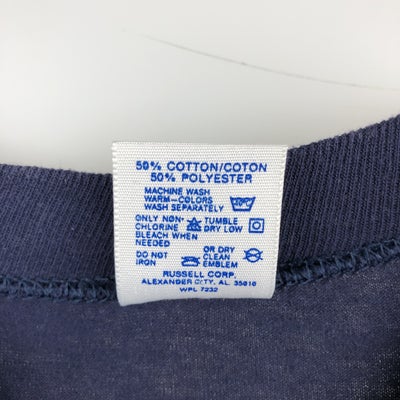 50% COTTON/COTON
50% POLYESTER
MACHINE WASH
WARM-COLORS
WASH SEPARATELY
ONLY NON- TUMBLE
CHLORINE DRY LOW
BLEACH WHEN
NEEDED
DO NOT
IRON
OR DRY
CLEAN
EMBLEM
RUSSELL CORP.
ALEXANDER CITY, AL. 35010
WPL 7232